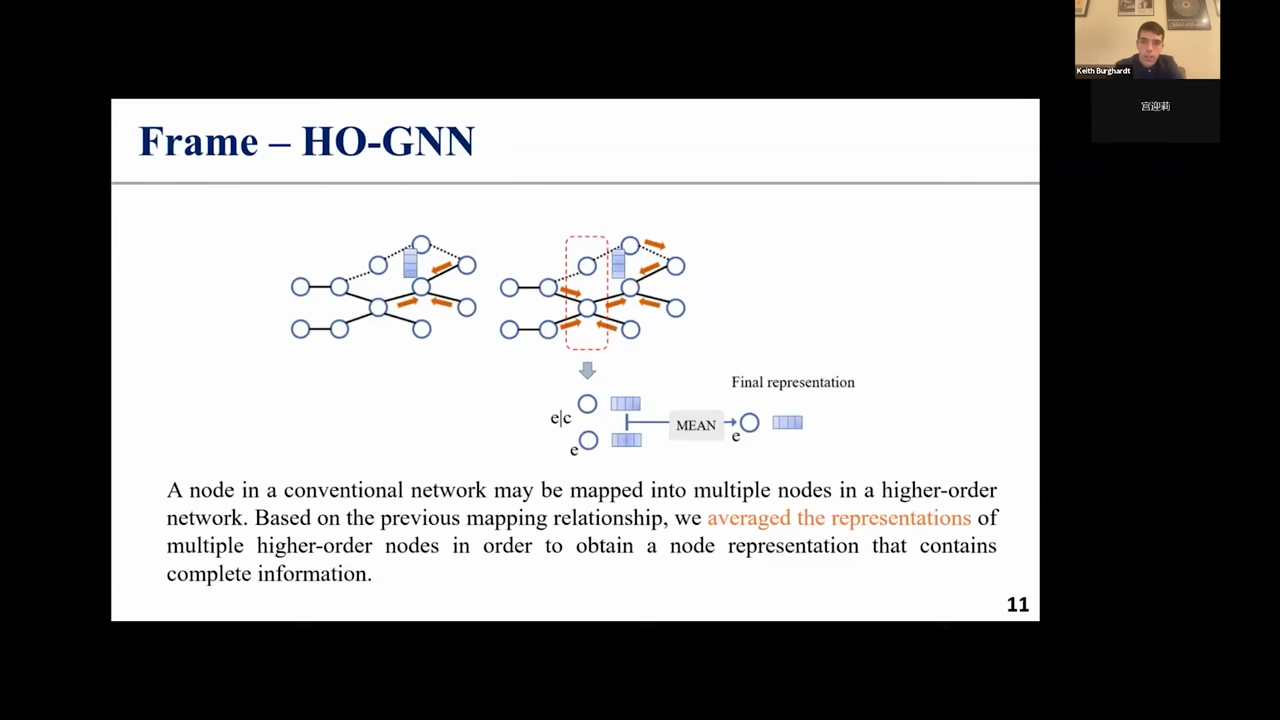 Keith Burghardt
宫迎莉
Frame – HO-GNN
Final representation
e|c
e
MEAN
e
A node in a conventional network may be mapped into multiple nodes in a higher-order
network. Based on the previous mapping relationship, we averaged the representations of
multiple higher-order nodes in order to obtain a node representation that contains
complete information.
11